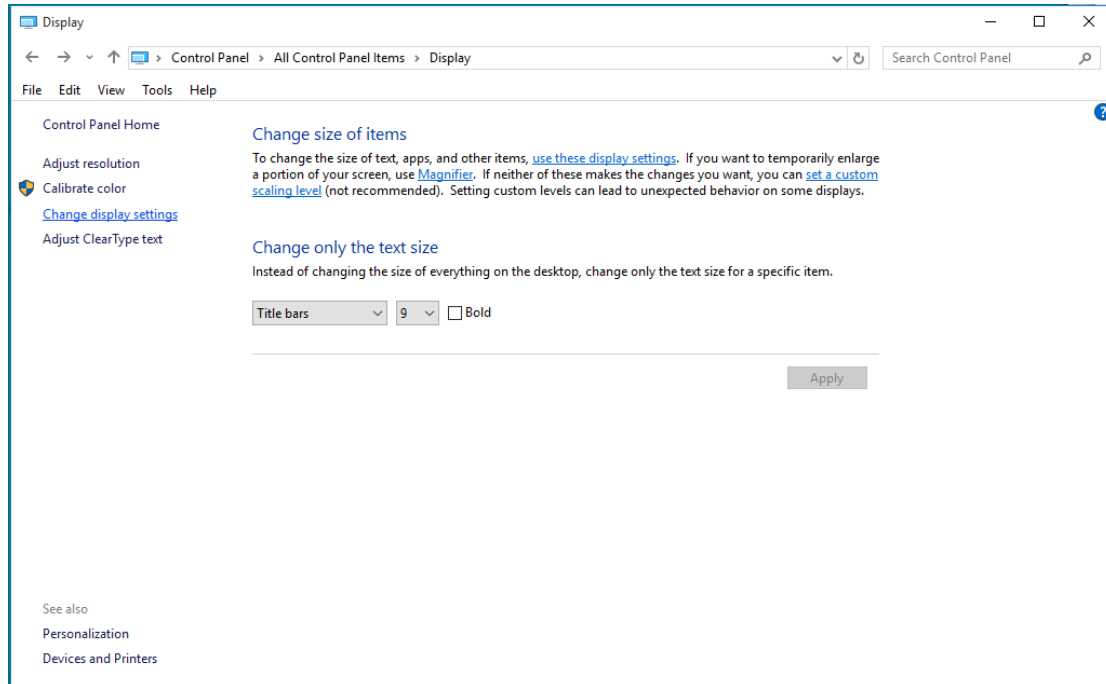 Display
Control Panel > All Control Panel Items > Display
Search Control Panel
File Edit View Tools Help
Control Panel Home
Adjust resolution
Calibrate color
Change display settings
Adjust ClearType text
Change size of items
To change the size of text, apps, and other items, use these display settings. If you want to temporarily enlarge
a portion of your screen, use Magnifier. If neither of these makes the changes you want, you can set a custom
scaling level (not recommended). Setting custom levels can lead to unexpected behavior on some displays.
Change only the text size
Instead of changing the size of everything on the desktop, change only the text size for a specific item.
Title bars 9 Bold
Apply
See also
Personalization
Devices and Printers